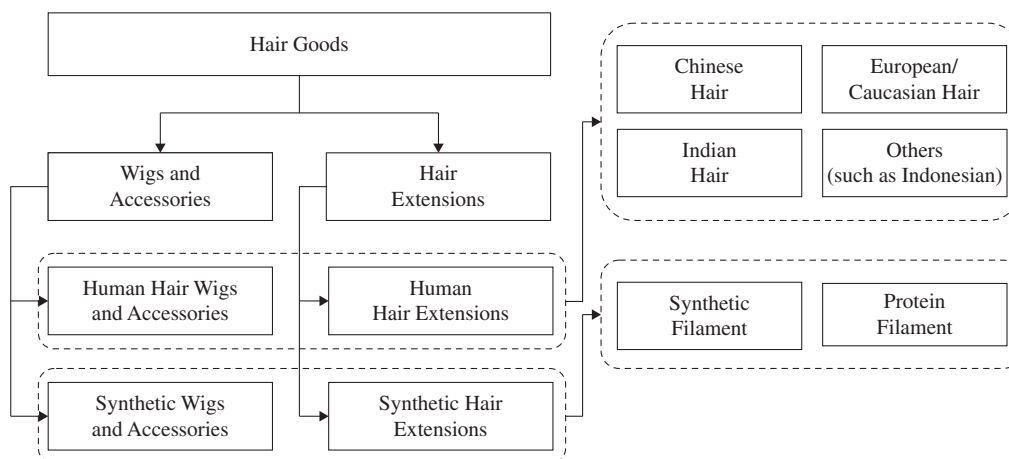 Hair Goods
Wigs and
Accessories
Hair
Extensions
Human Hair Wigs
and Accessories
Human
Hair Extensions
Synthetic Wigs
and Accessories
Synthetic Hair
Extensions
Chinese
Hair
European/
Caucasian Hair
Indian
Hair
Others
(such as Indonesian)
Synthetic
Filament
Protein
Filament